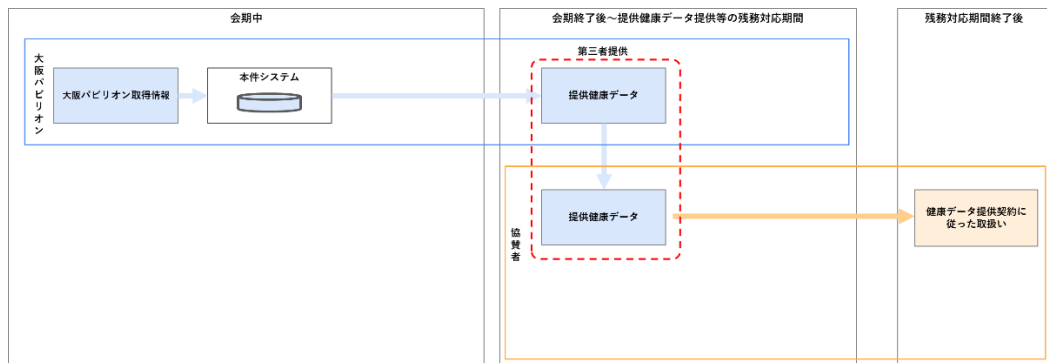 会期中
会期終了後～提供健康データ提供等の残務対応期間
残務対応期間終了後
大阪パビリオン
第三者提供
大阪パビリオン取得情報
本件システム
提供健康データ
提供健康データ
協賛者
健康データ提供契約に
従った取扱い